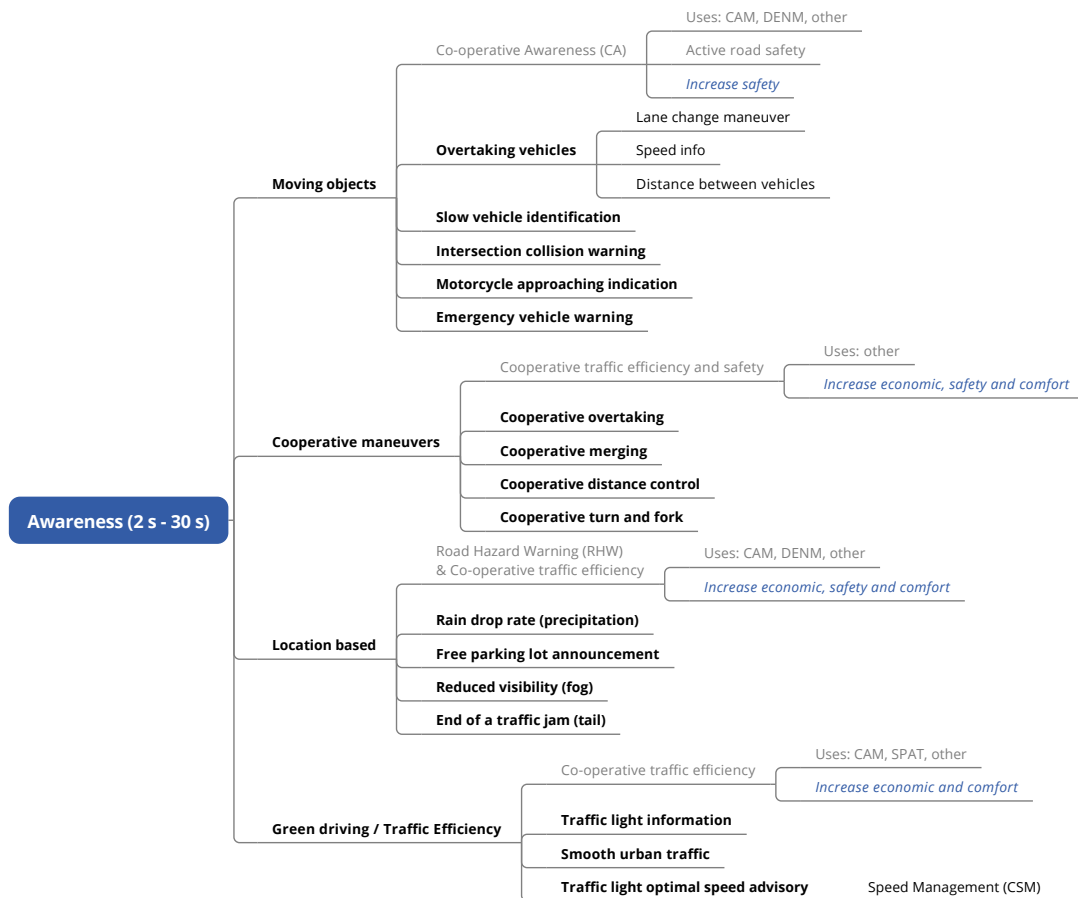 Uses: CAM, DENM, other
Co-operative Awareness (CA)
Active road safety
Increase safety
Lane change maneuver
Overtaking vehicles
Speed info
Distance between vehicles
Moving objects
Slow vehicle identification
Intersection collision warning
Motorcycle approaching indication
Emergency vehicle warning
Uses: other
Cooperative traffic efficiency and safety
Increase economic, safety and comfort
Cooperative overtaking
Cooperative maneuvers
Cooperative merging
Cooperative distance control
Cooperative turn and fork
Awareness (2 s - 30 s)
Road Hazard Warning (RHW)
& Co-operative traffic efficiency
Uses: CAM, DENM, other
Increase economic, safety and comfort
Rain drop rate (precipitation)
Location based
Free parking lot announcement
Reduced visibility (fog)
End of a traffic jam (tail)
Uses: CAM, SPAT, other
Co-operative traffic efficiency
Increase economic and comfort
Traffic light information
Green driving / Traffic Efficiency
Smooth urban traffic
Traffic light optimal speed advisory
Speed Management (CSM)